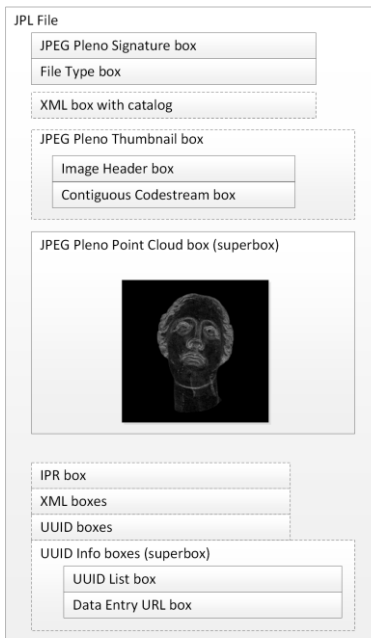 JPL File
JPEG Pleno Signature box
File Type box
XML box with catalog
JPEG Pleno Thumbnail box
Image Header box
Contiguous Codestream box
JPEG Pleno Point Cloud box (superbox)
IPR box
XML boxes
UUID boxes
UUID Info boxes (superbox)
UUID List box
Data Entry URL box